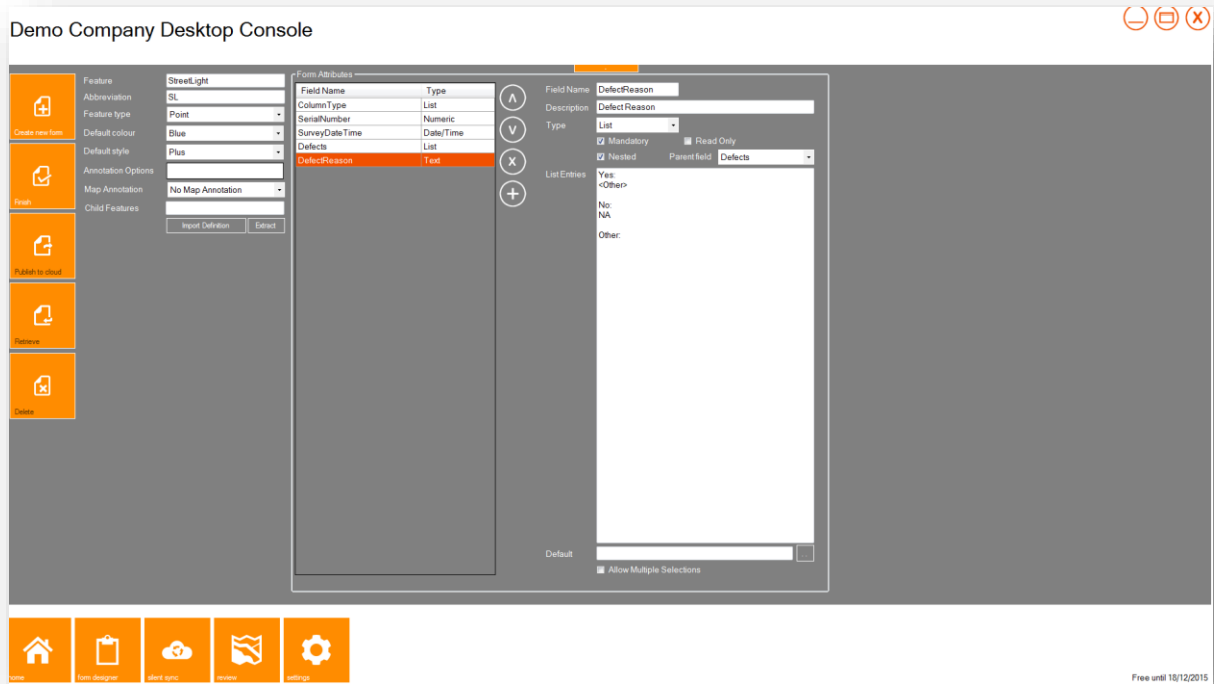 Demo Company Desktop Console
Create new form
Finish
Publish to cloud
Retrieve
Delete
Feature StreetLight
Abbreviation SL
Feature type Point
Default colour Blue
Default style Plus
Annotation Options
Map Annotation No Map Annotation
Child Features
Import Definition Extract
Form Attributes
Field Name Type
ColumnType List
SerialNumber Numeric
SurveyDateTime Date/Time
Defects List
DefectReason Text
Λ
V
X
+
Field Name DefectReason
Description Defect Reason
Type List
Mandatory Read Only
Nested Parent field Defects
List Entries Yes:
<Other>
No:
NA
Other:
Default ..
Allow Multiple Selections
home form designer silent sync review settings
Free until 18/12/2015